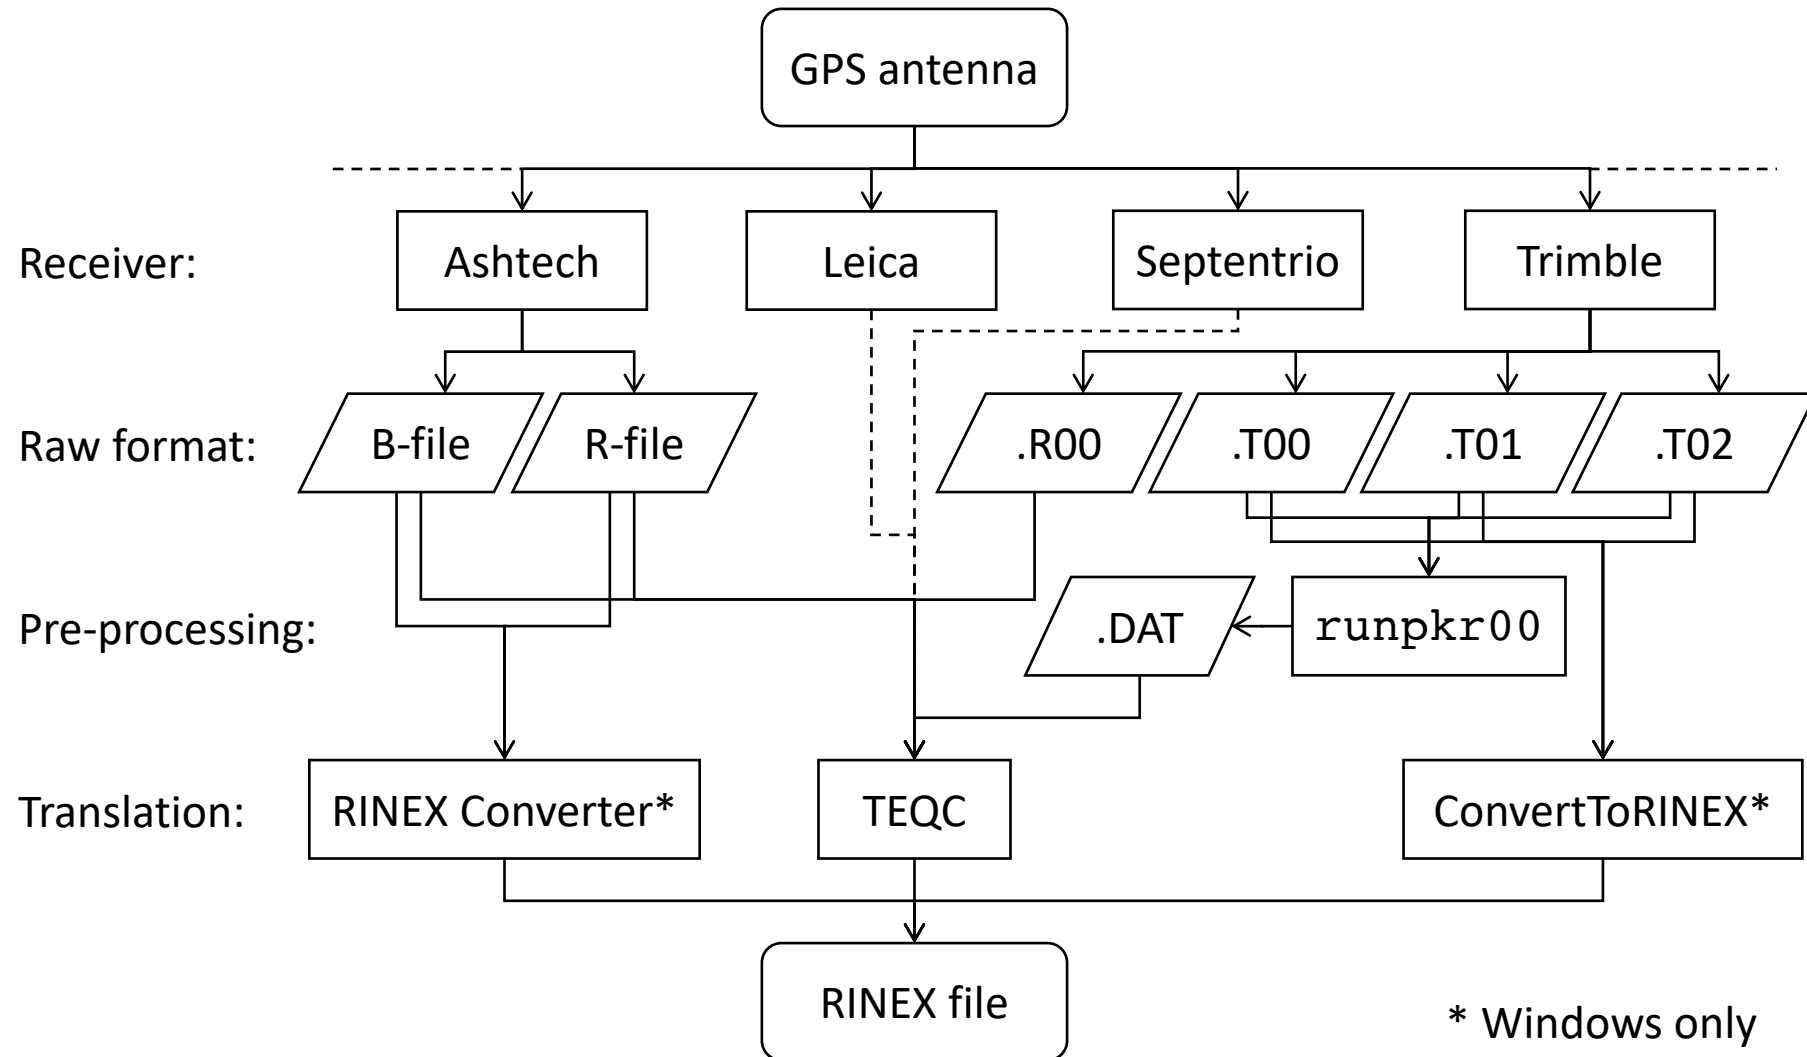 GPS antenna
Receiver:
Ashtech
Leica
Septentrio
Trimble
Raw format:
B-file
R-file
.R00
.T00
.T01
.T02
Pre-processing:
.DAT
runpkr00
Translation:
RINEX Converter*
TEQC
ConvertToRINEX*
RINEX file
* Windows only